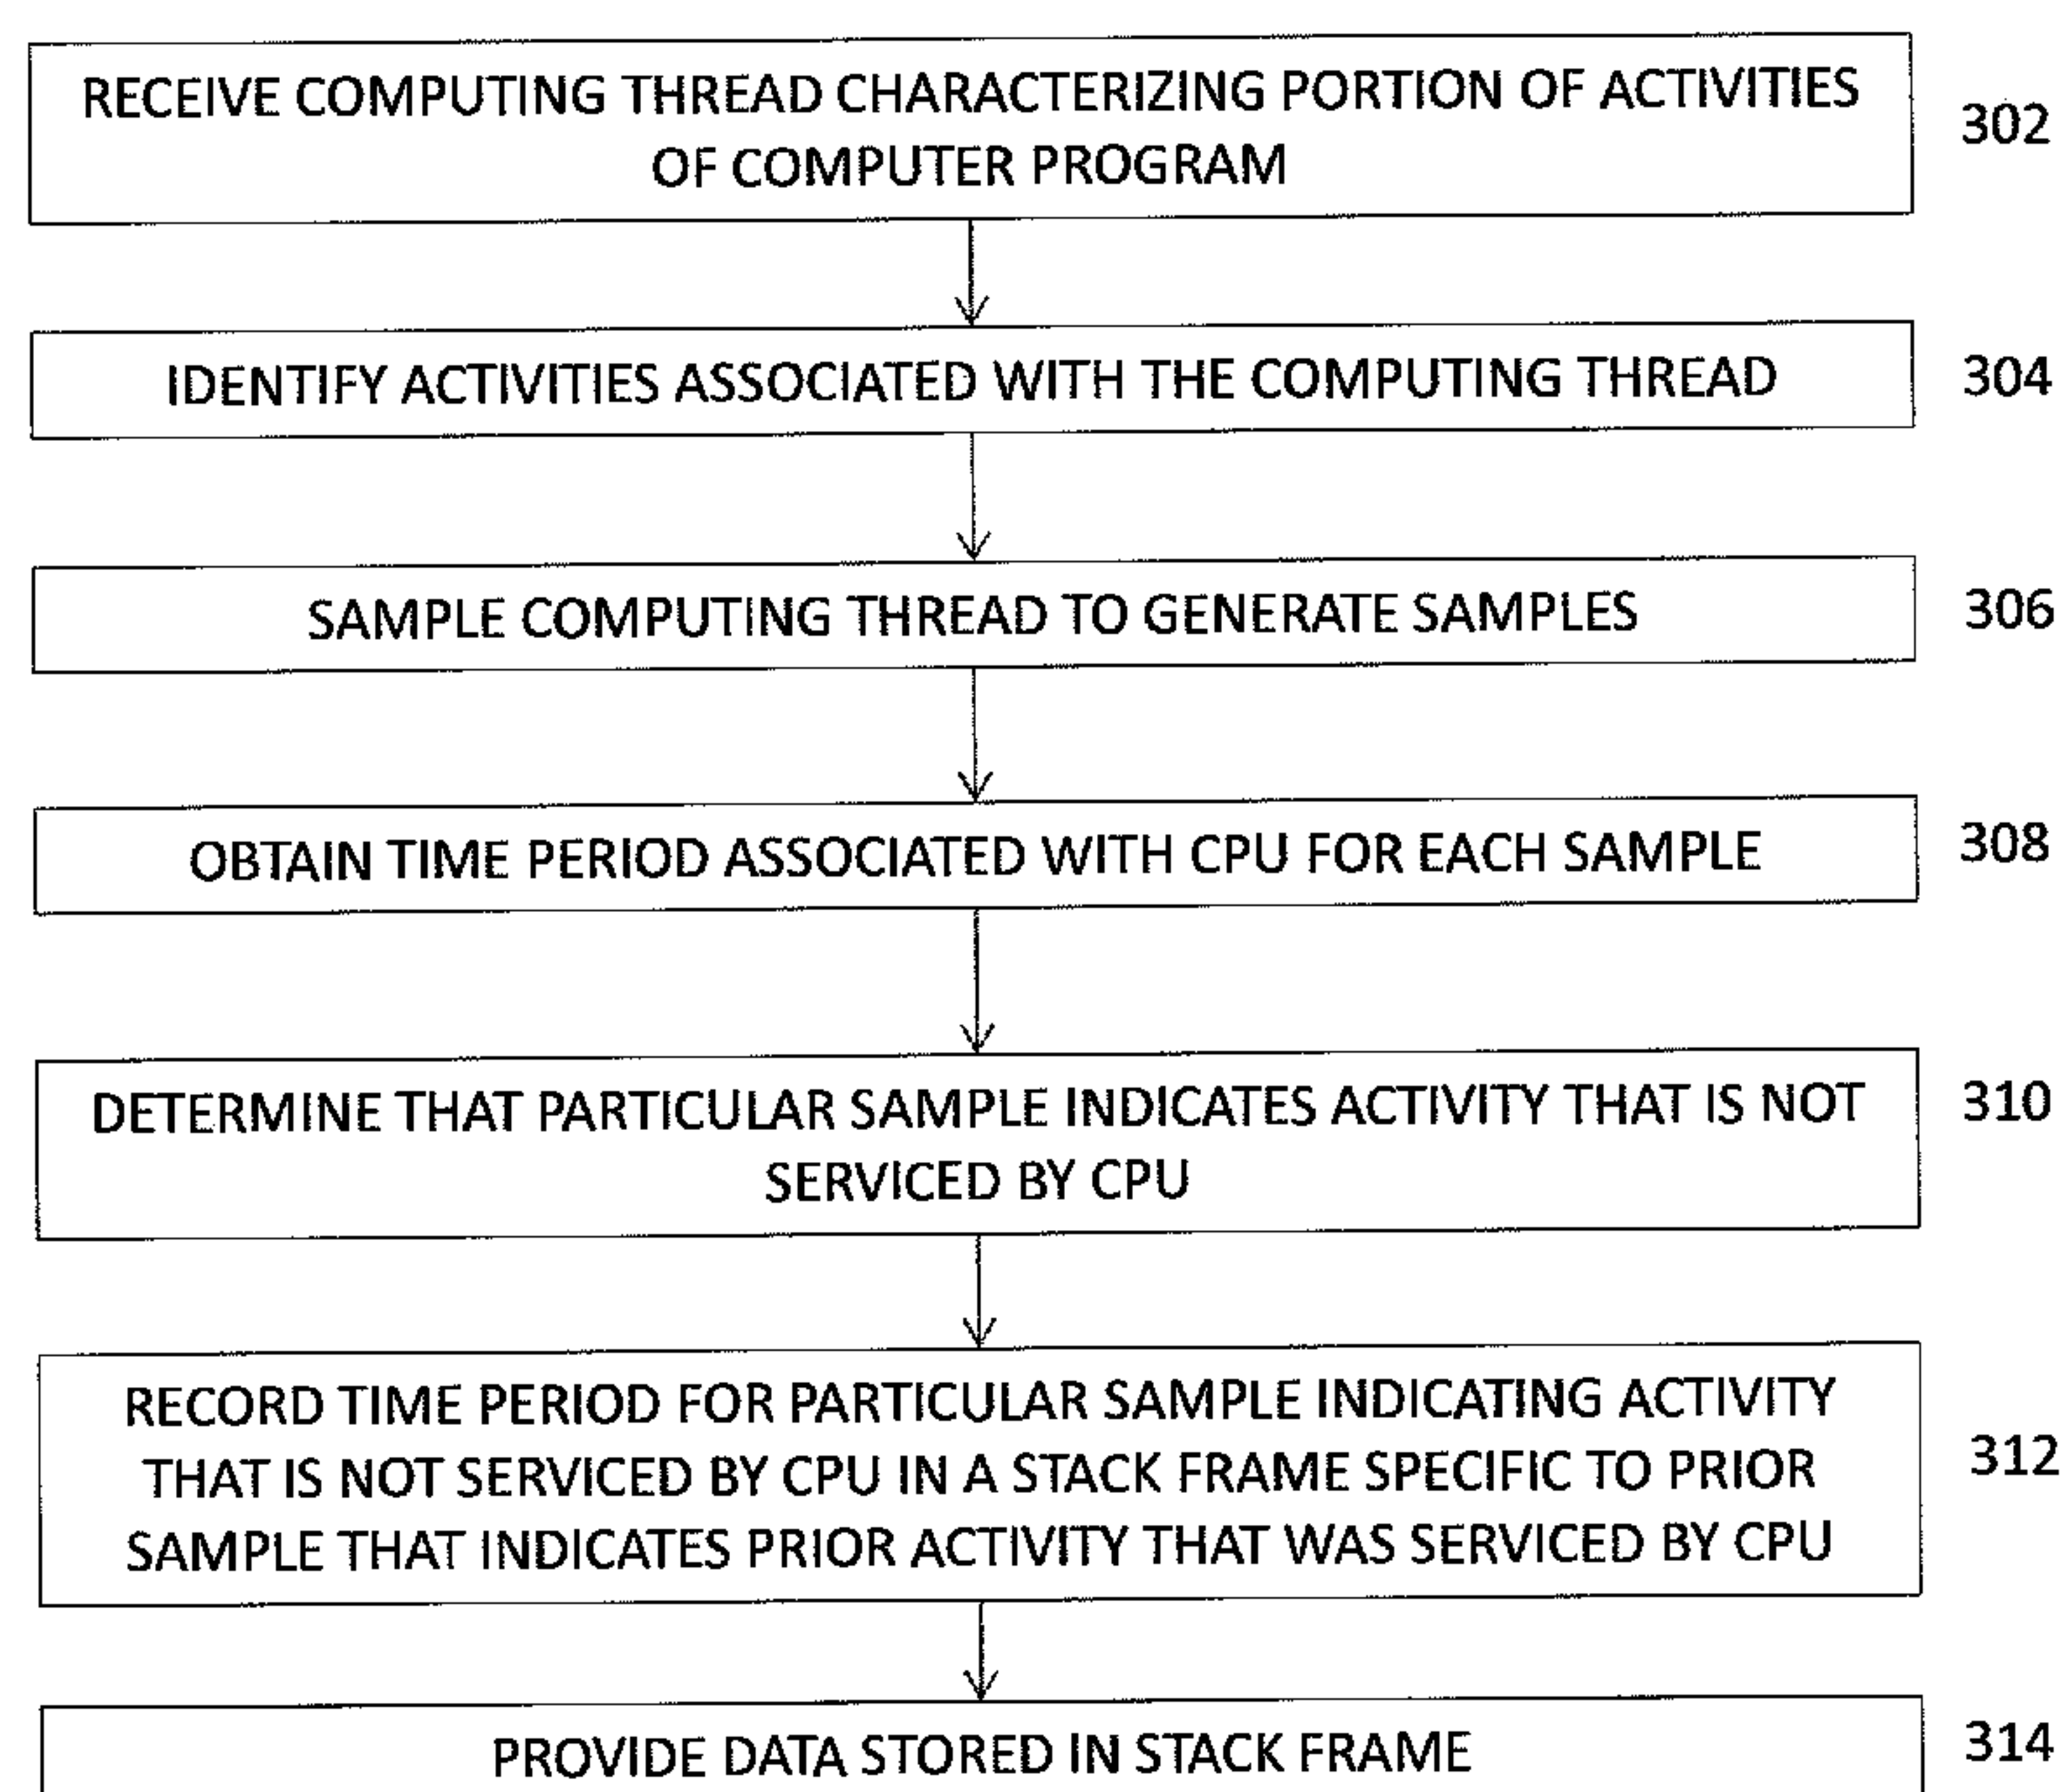 RECEIVE COMPUTING THREAD CHARACTERIZING PORTION OF ACTIVITIES
OF COMPUTER PROGRAM
302
IDENTIFY ACTIVITIES ASSOCIATED WITH THE COMPUTING THREAD
304
SAMPLE COMPUTING THREAD TO GENERATE SAMPLES
306
OBTAIN TIME PERIOD ASSOCIATED WITH CPU FOR EACH SAMPLE
308
DETERMINE THAT PARTICULAR SAMPLE INDICATES ACTIVITY THAT IS NOT
SERVICED BY CPU
310
RECORD TIME PERIOD FOR PARTICULAR SAMPLE INDICATING ACTIVITY
THAT IS NOT SERVICED BY CPU IN A STACK FRAME SPECIFIC TO PRIOR
SAMPLE THAT INDICATES PRIOR ACTIVITY THAT WAS SERVICED BY CPU
312
PROVIDE DATA STORED IN STACK FRAME
314